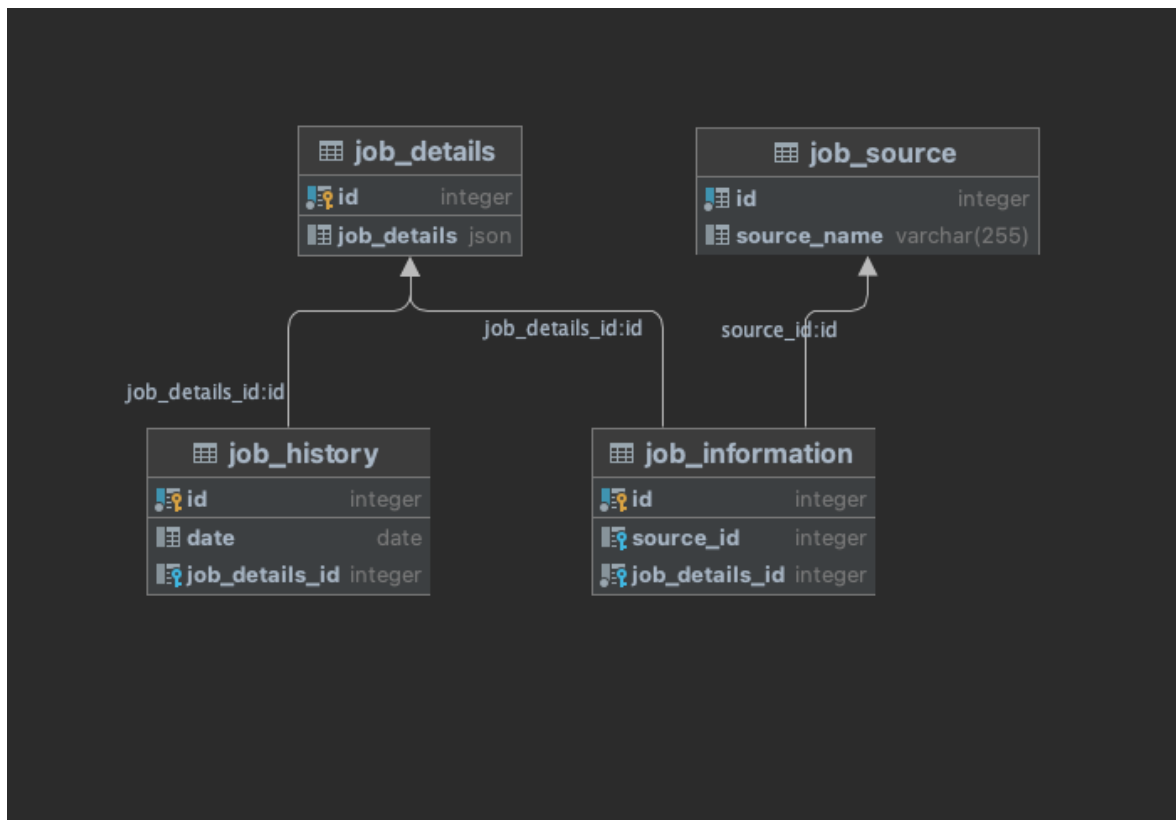 job_details
id integer
job_details json
job_source
id integer
source_name varchar(255)
job_details_id:id
source_id:id
job_details_id:id
job_history
id integer
date date
job_details_id integer
job_information
id integer
source_id integer
job_details_id integer